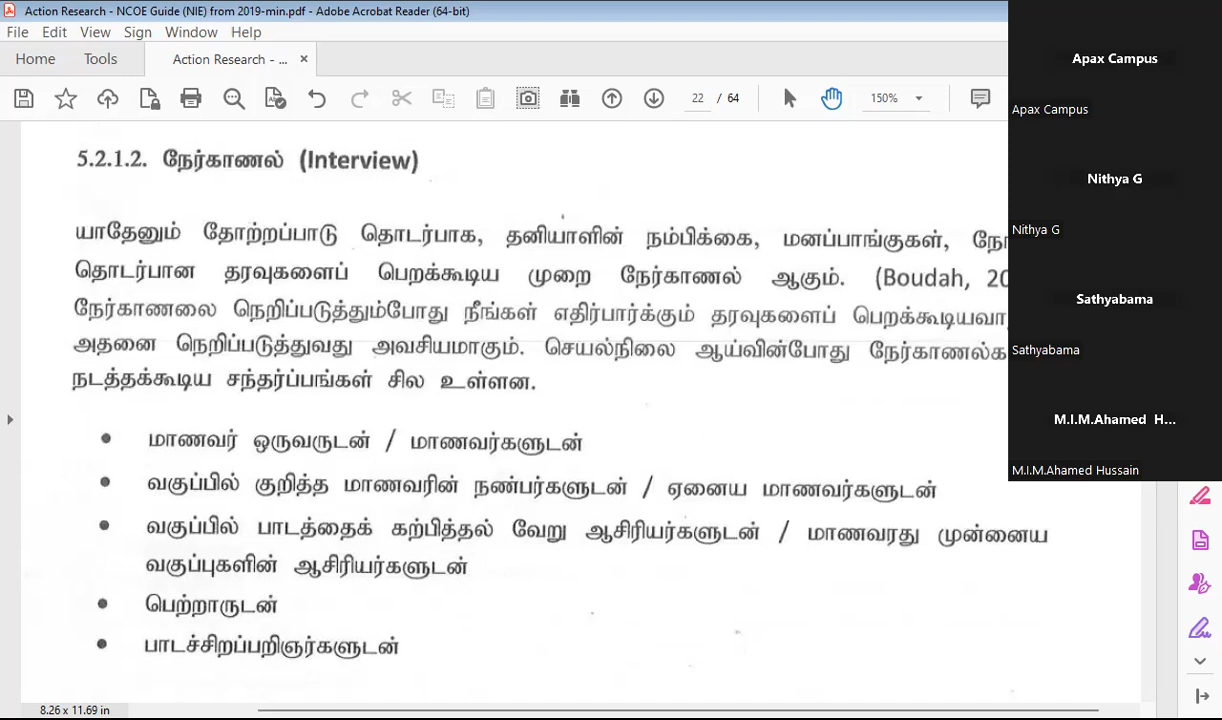 Action Research - NCOE Guide (NIE) from 2019-min.pdf - Adobe Acrobat Reader (64-bit)
File Edit View Sign Window Help
Home Tools Action Research - ... ×
22 / 64 150%
5.2.1.2. நேர்காணல் (Interview)
யாதேனும் தோற்றப்பாடு தொடர்பாக, தனியாளின் நம்பிக்கை, மனப்பாங்குகள்,
தொடர்பான தரவுகளைப் பெறக்கூடிய முறை நேர்காணல் ஆகும். (Boudah,
நேர்காணலை நெறிப்படுத்தும்போது நீங்கள் எதிர்பார்க்கும் தரவுகளைப்
அதனை நெறிப்படுத்துவது அவசியமாகும். செயல்நிலை ஆய்வின்போது
நடத்தக்கூடிய சந்தர்ப்பங்கள் சில உள்ளன.
• மாணவர் ஒருவருடன் / மாணவர்களுடன்
• வகுப்பில் குறித்த மாணவரின் நண்பர்களுடன் / ஏனைய மாணவர்களுடன்
• வகுப்பில் பாடத்தைக் கற்பித்தல் வேறு ஆசிரியர்களுடன் / மாணவரது முன்னைய
வகுப்புகளின் ஆசிரியர்களுடன்
• பெற்றாருடன்
• பாடச்சிறப்பறிஞர்களுடன்
8.26 x 11.69 in
Apax Campus
Apax Campus
Nithya G
Nithya G
Sathyabama
Sathyabama
M.I.M.Ahamed H...
M.I.M.Ahamed Hussain